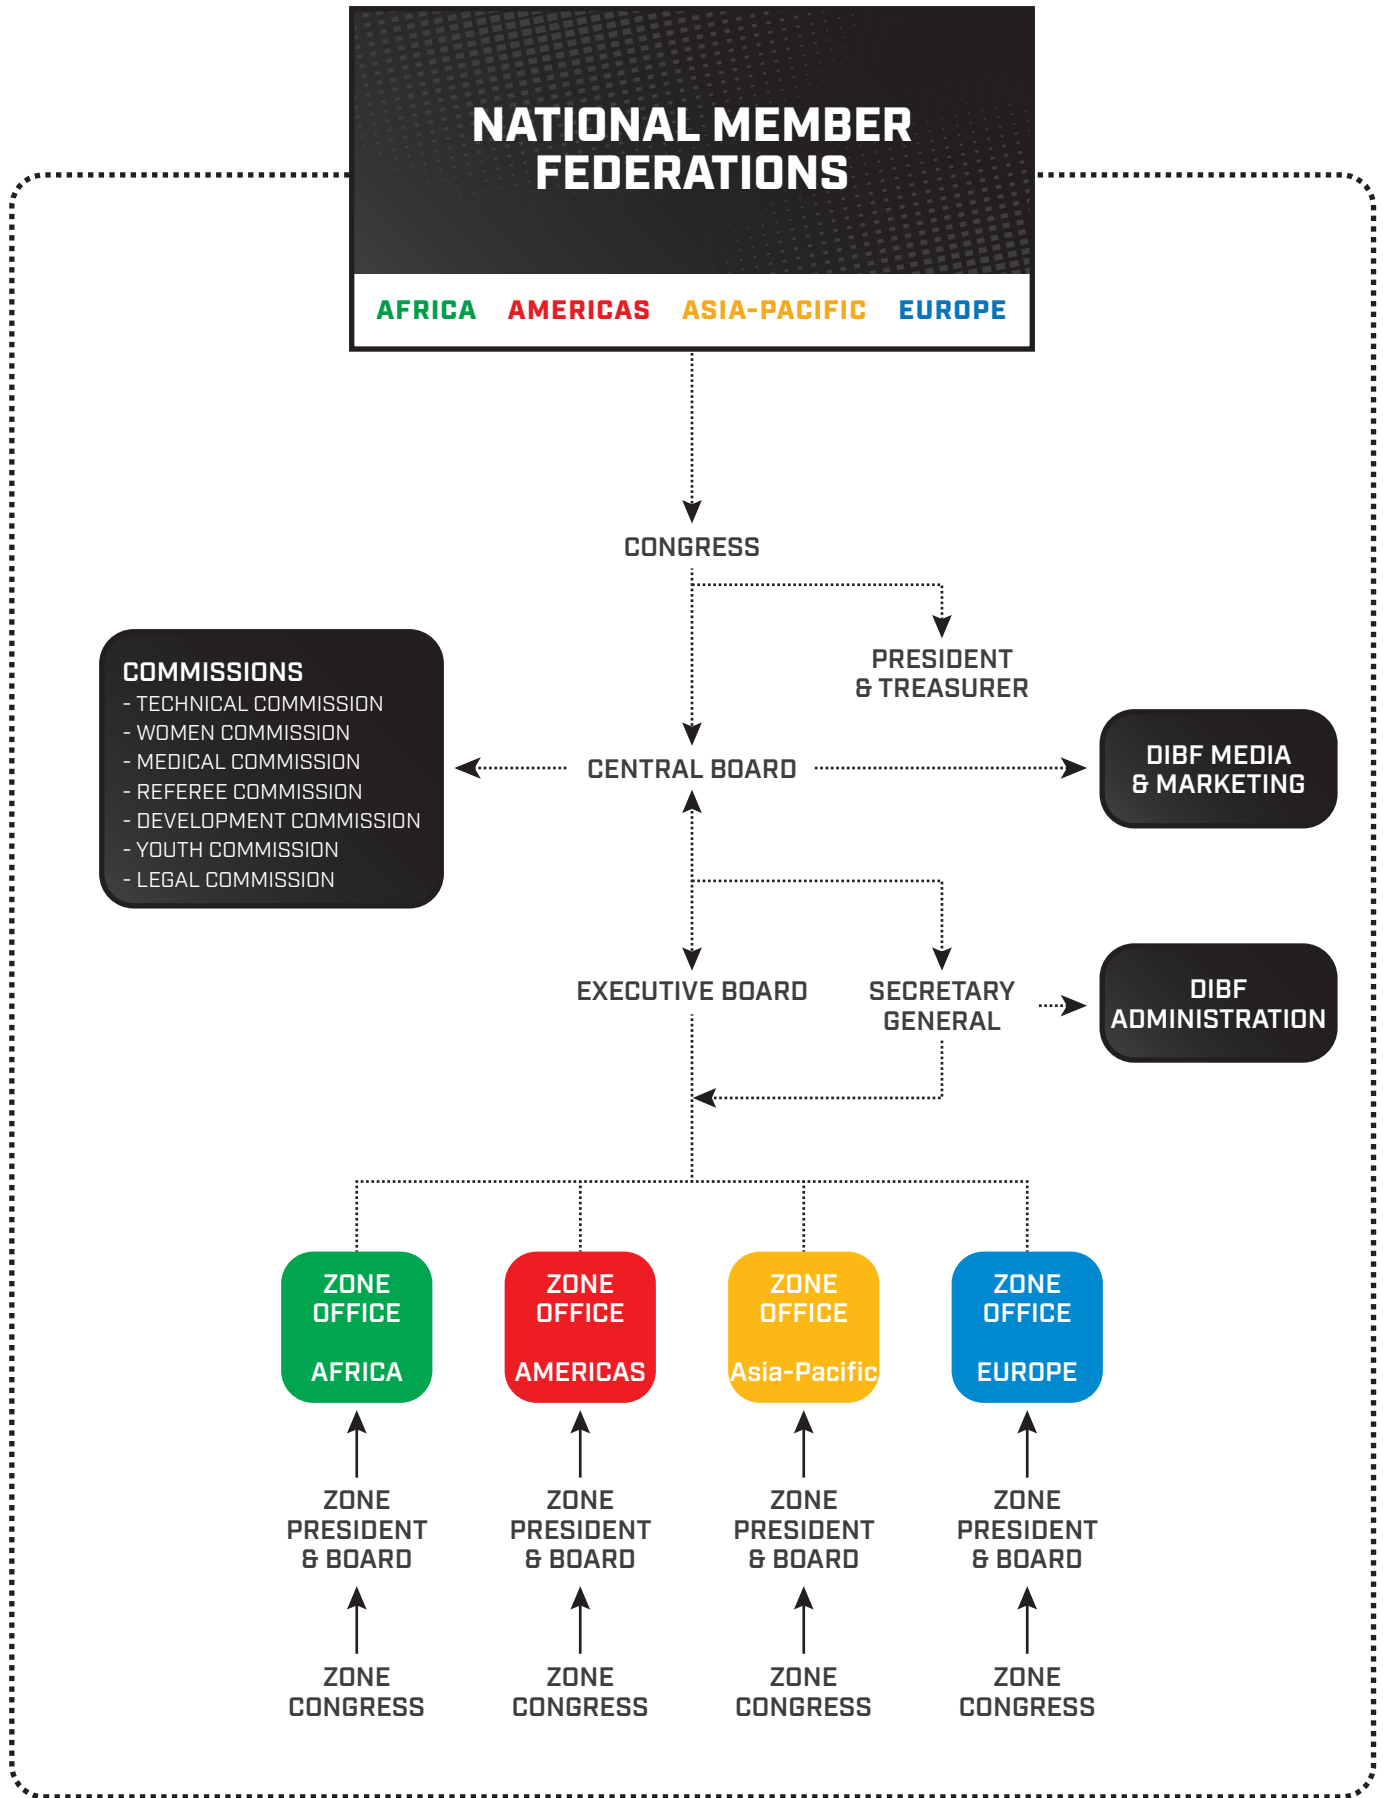 NATIONAL MEMBER
FEDERATIONS
AFRICA AMERICAS ASIA-PACIFIC EUROPE
CONGRESS
PRESIDENT
& TREASURER
COMMISSIONS
- TECHNICAL COMMISSION
- WOMEN COMMISSION
- MEDICAL COMMISSION
- REFEREE COMMISSION
- DEVELOPMENT COMMISSION
- YOUTH COMMISSION
- LEGAL COMMISSION
CENTRAL BOARD
DIBF MEDIA
& MARKETING
EXECUTIVE BOARD
SECRETARY
GENERAL
DIBF
ADMINISTRATION
ZONE
OFFICE
AFRICA
ZONE
OFFICE
AMERICAS
ZONE
OFFICE
Asia-Pacific
ZONE
OFFICE
EUROPE
ZONE
PRESIDENT
& BOARD
ZONE
PRESIDENT
& BOARD
ZONE
PRESIDENT
& BOARD
ZONE
PRESIDENT
& BOARD
ZONE
CONGRESS
ZONE
CONGRESS
ZONE
CONGRESS
ZONE
CONGRESS